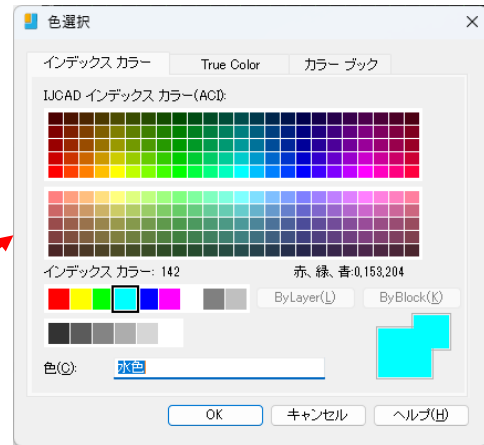 色選択
インデックス カラー True Color カラー ブック
IJCAD インデックス カラー(ACI):
インデックス カラー: 142 赤、緑、青:0,153,204
ByLayer(L) ByBlock(K)
色(C): 水色
OK キャンセル ヘルプ(H)